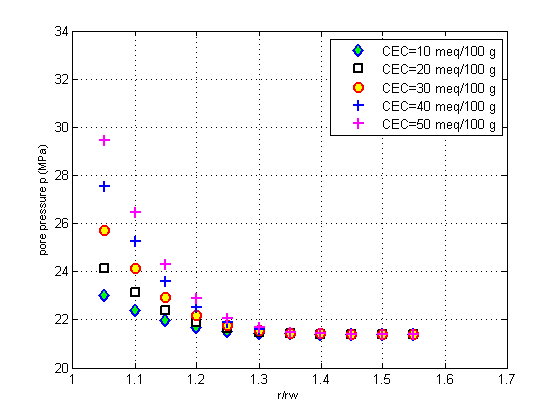 34
32
30
28
26
24
22
20
pore pressure p (MPa)
CEC=10 meq/100 g
CEC=20 meq/100 g
CEC=30 meq/100 g
CEC=40 meq/100 g
CEC=50 meq/100 g
1 1.1 1.2 1.3 1.4 1.5 1.6 1.7
r/rw